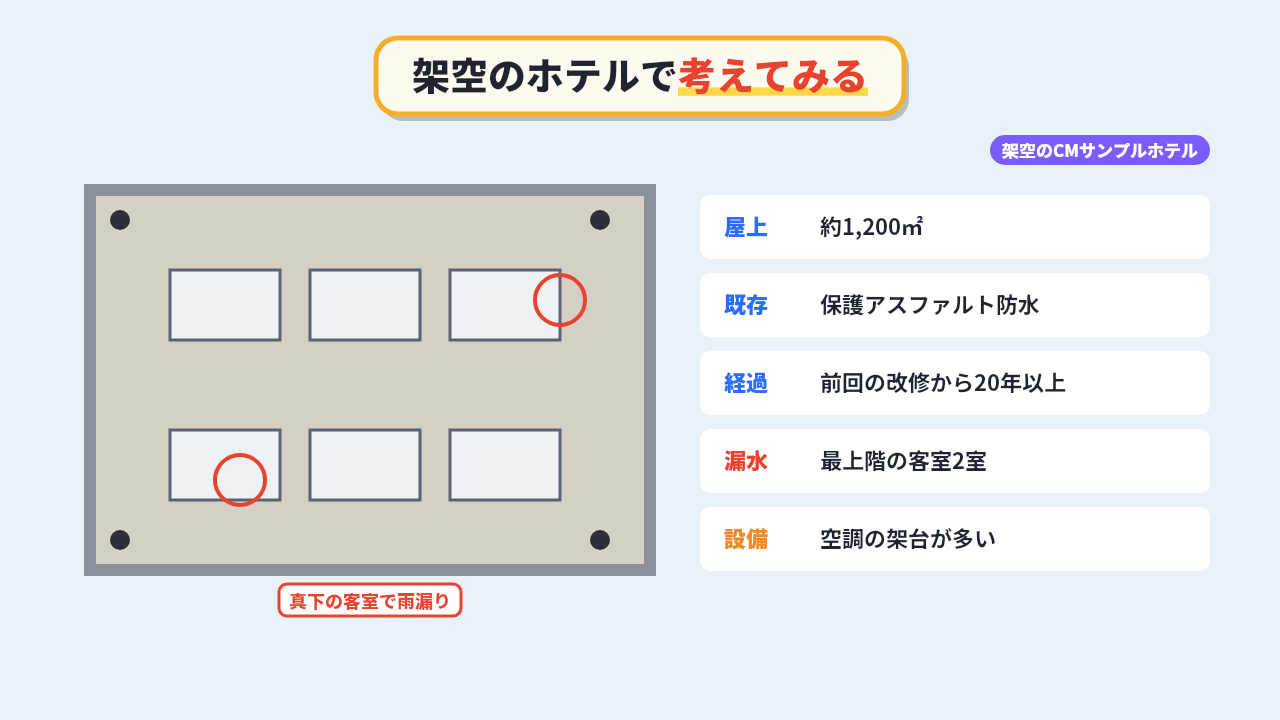 架空のホテルで考えてみる
架空のCMサンプルホテル
屋上 約1,200㎡
既存 保護アスファルト防水
経過 前回の改修から20年以上
漏水 最上階の客室2室
設備 空調の架台が多い
真下の客室で雨漏り